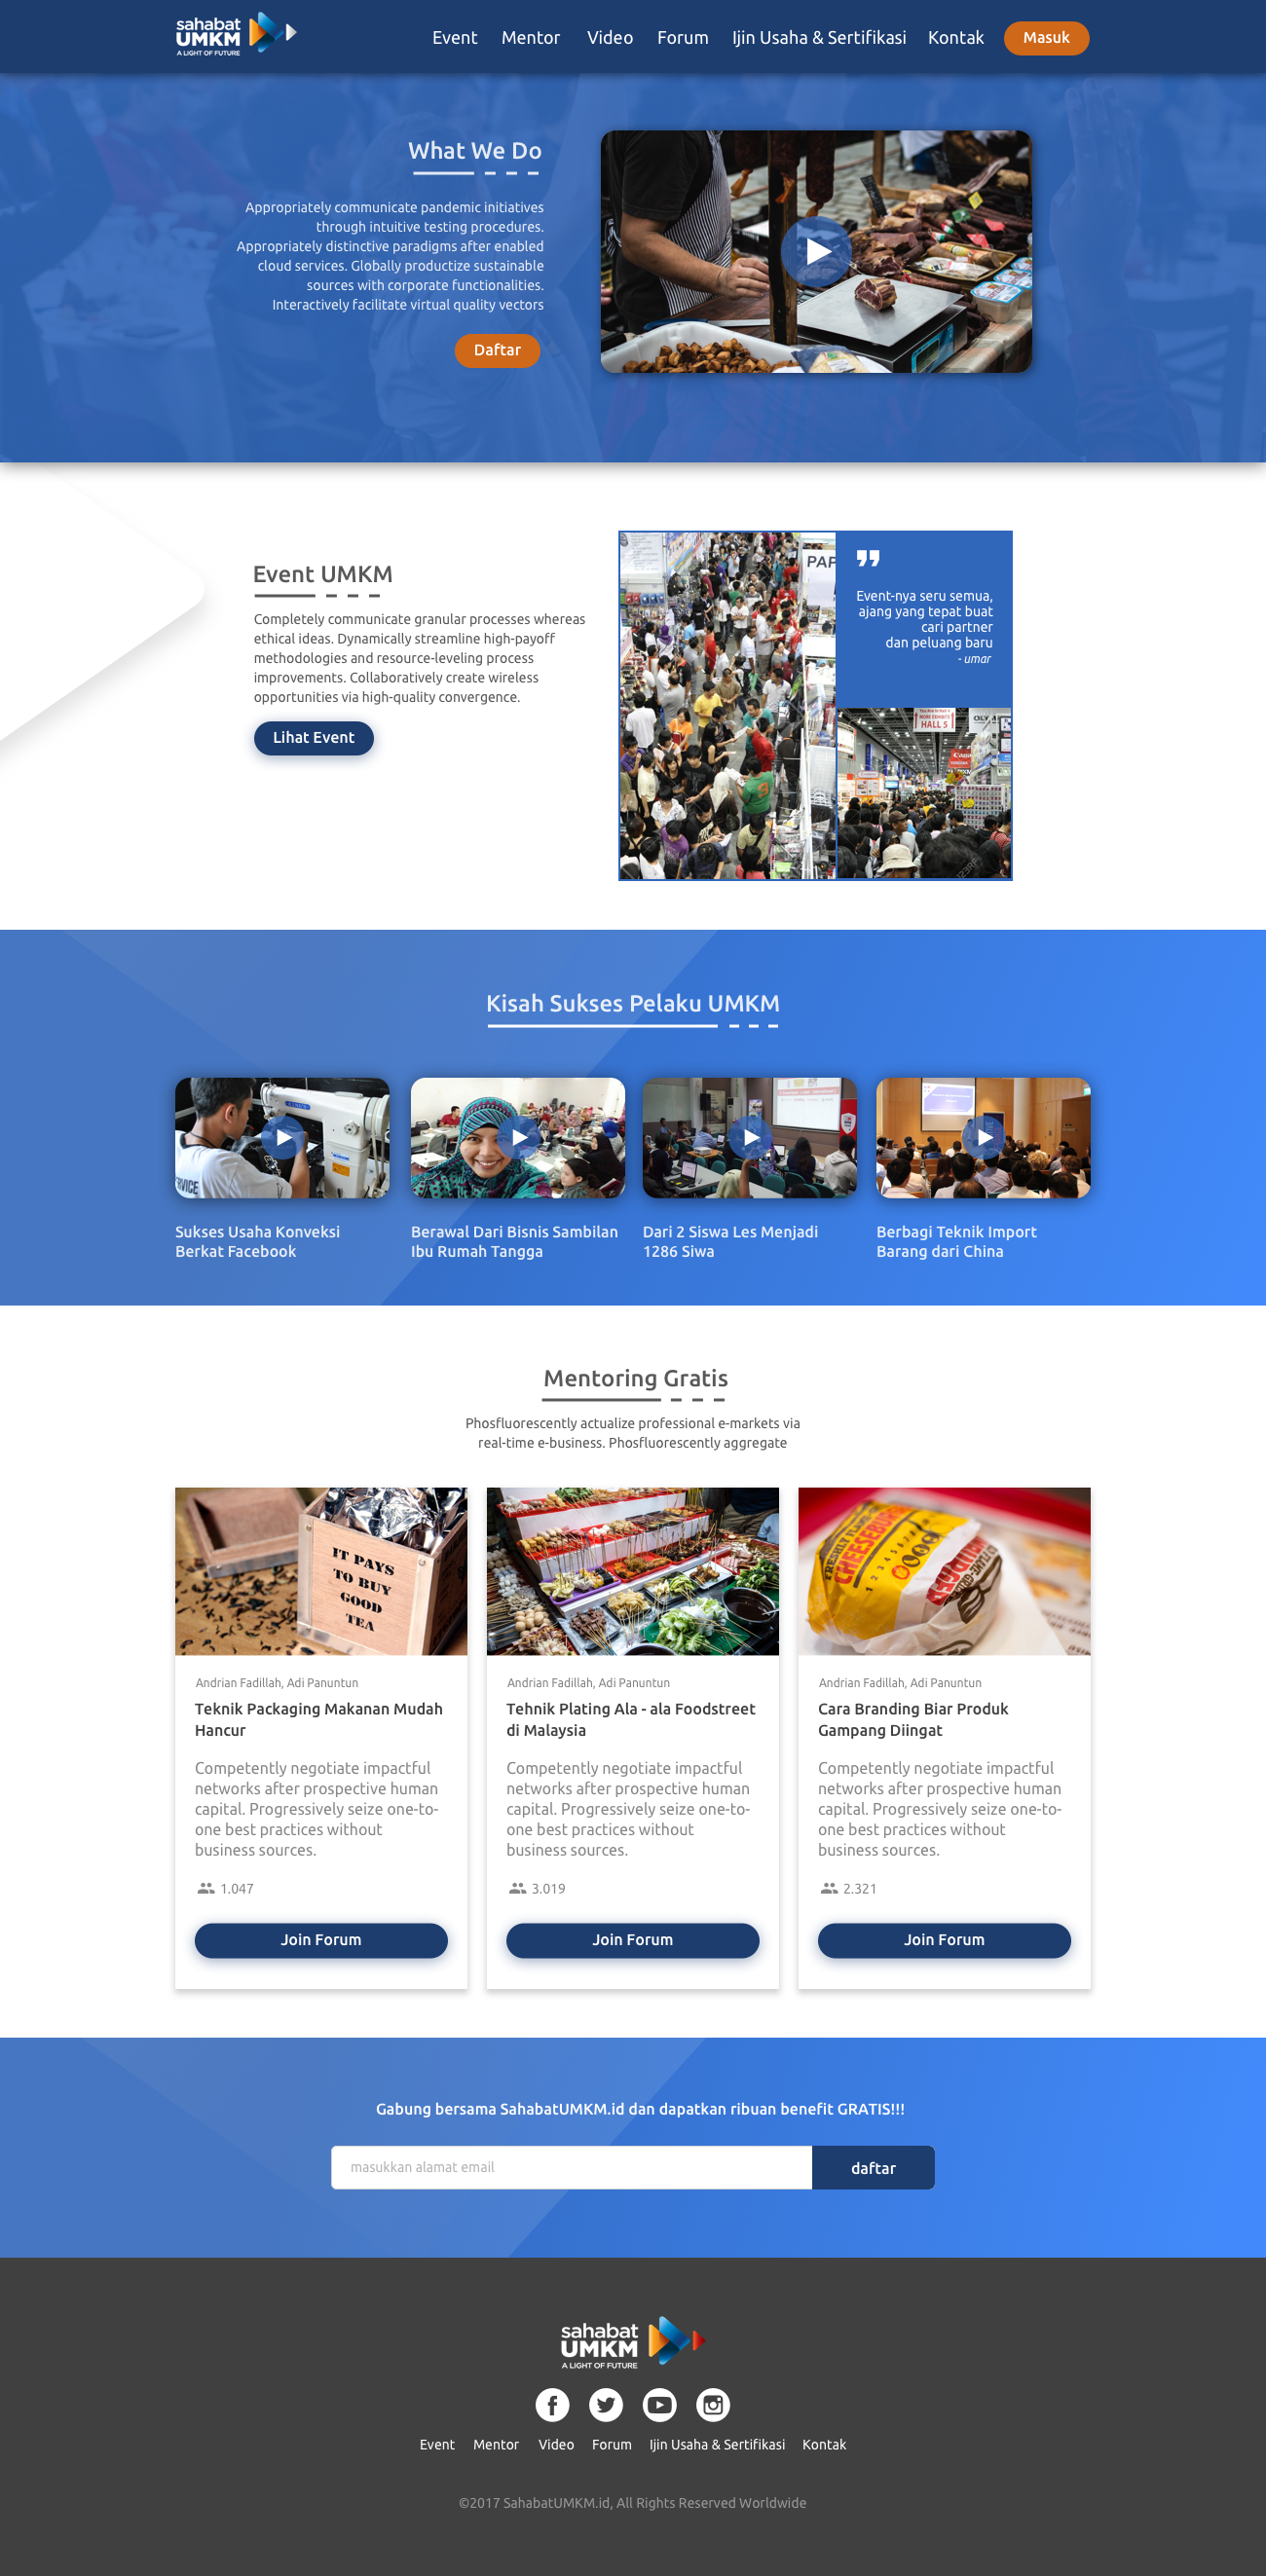 sahabat
UMKM
A LIGHT OF FUTURE
Event Mentor Video Forum Ijin Usaha & Sertifikasi Kontak Masuk
What We Do
Appropriately communicate pandemic initiatives
through intuitive testing procedures.
Appropriately distinctive paradigms after enabled
cloud services. Globally productize sustainable
sources with corporate functionalities.
Interactively facilitate virtual quality vectors
Daftar
Event UMKM
Completely communicate granular processes whereas
ethical ideas. Dynamically streamline high-payoff
methodologies and resource-leveling process
improvements. Collaboratively create wireless
opportunities via high-quality convergence.
Lihat Event
PAP
Event-nya seru semua,
ajang yang tepat buat
cari partner
dan peluang baru
- umar
HALL 5
Canon
123RF
Kisah Sukses Pelaku UMKM
Sukses Usaha Konveksi
Berkat Facebook
Berawal Dari Bisnis Sambilan
Ibu Rumah Tangga
Dari 2 Siswa Les Menjadi
1286 Siwa
Berbagi Teknik Import
Barang dari China
Mentoring Gratis
Phosfluorescently actualize professional e-markets via
real-time e-business. Phosfluorescently aggregate
IT PAYS
TO BUY
GOOD
TEA
CHEESEBURGER
Andrian Fadillah, Adi Panuntun
Teknik Packaging Makanan Mudah
Hancur
Competently negotiate impactful
networks after prospective human
capital. Progressively seize one-to-
one best practices without
business sources.
1.047
Join Forum
Andrian Fadillah, Adi Panuntun
Tehnik Plating Ala - ala Foodstreet
di Malaysia
Competently negotiate impactful
networks after prospective human
capital. Progressively seize one-to-
one best practices without
business sources.
3.019
Join Forum
Andrian Fadillah, Adi Panuntun
Cara Branding Biar Produk
Gampang Diingat
Competently negotiate impactful
networks after prospective human
capital. Progressively seize one-to-
one best practices without
business sources.
2.321
Join Forum
Gabung bersama SahabatUMKM.id dan dapatkan ribuan benefit GRATIS!!!
masukkan alamat email
daftar
sahabat
UMKM
A LIGHT OF FUTURE
Event Mentor Video Forum Ijin Usaha & Sertifikasi Kontak
©2017 SahabatUMKM.id, All Rights Reserved Worldwide